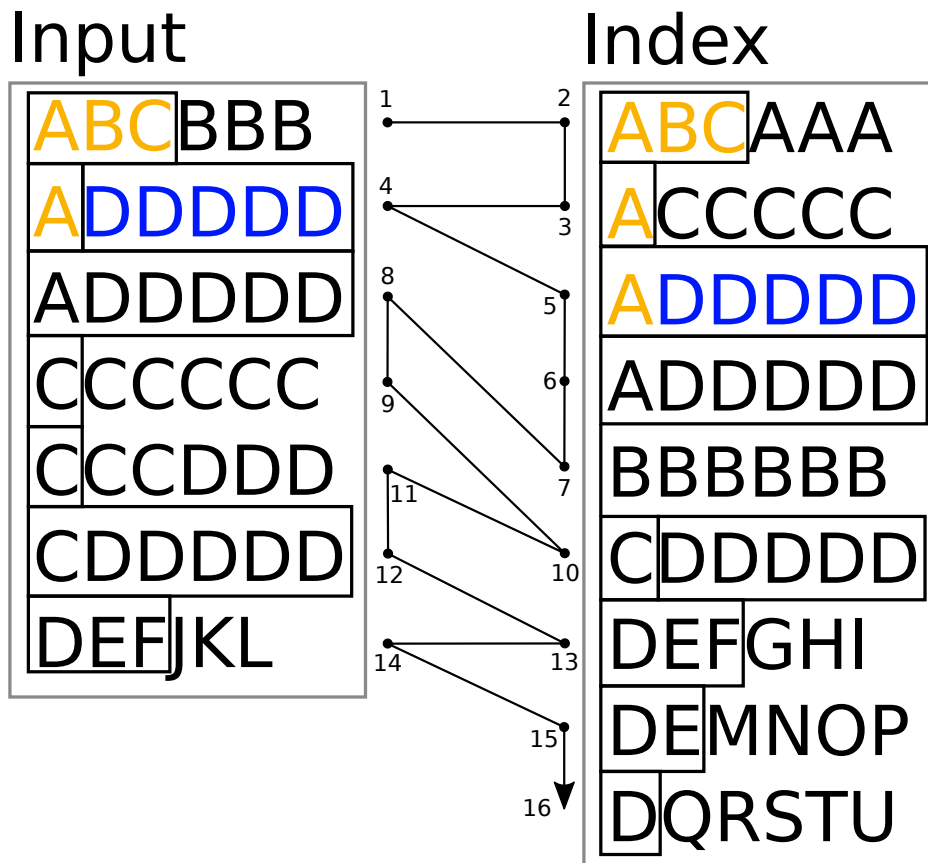 Input
ABCBBB
ADDDDD
ADDDDD
CCCCCC
CCCDDD
CDDDDD
DEFJKL
1
2
4
3
8
5
6
9
7
11
12
10
14
13
15
16
Index
ABCAAA
ACCCCC
ADDDDD
ADDDDD
BBBBBB
CDDDDD
DEFGHI
DEMNOP
DQRSTU